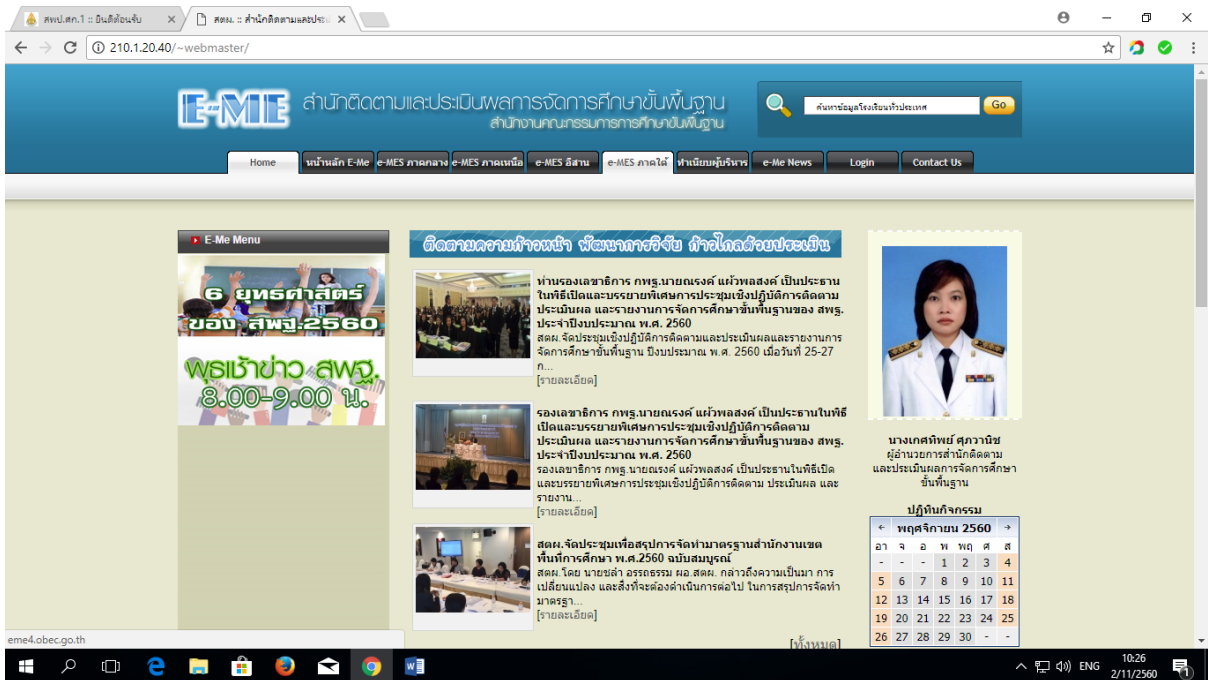 สพป.สก.1 :: ยินดีต้อนรับ
สตผ. :: สำนักติดตามและประเ
210.1.20.40/~webmaster/
E-ME สำนักติดตามและประเมินผลการจัดการศึกษาขั้นพื้นฐาน
สำนักงานคณะกรรมการการศึกษาขั้นพื้นฐาน
ค้นหาข้อมูลโรงเรียนทั่วประเทศ Go
Home หน้าหลัก E-Me e-MES ภาคกลาง e-MES ภาคเหนือ e-MES อีสาน e-MES ภาคใต้ ทำเนียบผู้บริหาร e-Me News Login Contact Us
E-Me Menu
6 ยุทธศาสตร์
ของ สพฐ.2560
พุธเช้าข่าว สพฐ.
8.00-9.00 น.
ติดตามความก้าวหน้า พัฒนาการวิจัย ก้าวไกลด้วยประเมิน
ท่านรองเลขาธิการ กพฐ.นายณรงค์ แผ้วพลสงค์ เป็นประธาน
ในพิธีเปิดและบรรยายพิเศษการประชุมเชิงปฏิบัติการติดตาม
ประเมินผล และรายงานการจัดการศึกษาขั้นพื้นฐานของ สพฐ.
ประจำปีงบประมาณ พ.ศ. 2560
สตผ.จัดประชุมเชิงปฏิบัติการติดตามและประเมินผลและรายงานการ
จัดการศึกษาขั้นพื้นฐาน ปีงบประมาณ พ.ศ. 2560 เมื่อวันที่ 25-27
ก...
[รายละเอียด]
รองเลขาธิการ กพฐ.นายณรงค์ แผ้วพลสงค์ เป็นประธานในพิธี
เปิดและบรรยายพิเศษการประชุมเชิงปฏิบัติการติดตาม
ประเมินผล และรายงานการจัดการศึกษาขั้นพื้นฐานของ สพฐ.
ประจำปีงบประมาณ พ.ศ. 2560
รองเลขาธิการ กพฐ.นายณรงค์ แผ้วพลสงค์ เป็นประธานในพิธีเปิด
และบรรยายพิเศษการประชุมเชิงปฏิบัติการติดตาม ประเมินผล และ
รายงาน...
[รายละเอียด]
สตผ.จัดประชุมเพื่อสรุปการจัดทำมาตรฐานสำนักงานเขต
พื้นที่การศึกษา พ.ศ.2560 ฉบับสมบูรณ์
สตผ.โดย นายชลำ อรรถธรรม ผอ.สตผ. กล่าวถึงความเป็นมา การ
เปลี่ยนแปลง และสิ่งที่จะต้องดำเนินการต่อไป ในการสรุปการจัดทำ
มาตรฐา...
[รายละเอียด]
[ทั้งหมด]
นางเกศทิพย์ ศุภวานิช
ผู้อำนวยการสำนักติดตาม
และประเมินผลการจัดการศึกษา
ขั้นพื้นฐาน
ปฏิทินกิจกรรม
พฤศจิกายน 2560
อา จ อ พ พฤ ศ ส
- - - 1 2 3 4
5 6 7 8 9 10 11
12 13 14 15 16 17 18
19 20 21 22 23 24 25
26 27 28 29 30 - -
eme4.obec.go.th
ENG
10:26
2/11/2560